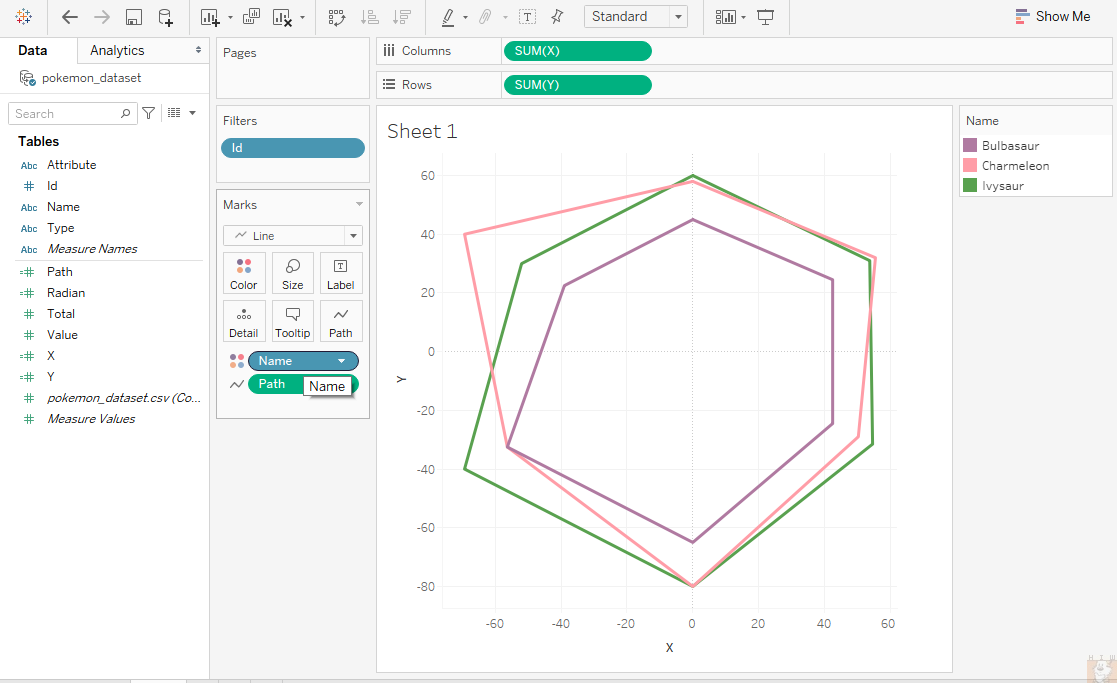 Standard
Show Me
Data
Analytics
pokemon_dataset
Search
Tables
Abc Attribute
Id
Abc Name
Abc Type
Abc Measure Names
Path
Radian
Total
Value
X
Y
pokemon_dataset.csv (Co...
Measure Values
Pages
Filters
Id
Marks
Line
Color Size Label
Detail Tooltip Path
Name
Path
Name
Columns SUM(X)
Rows SUM(Y)
Sheet 1
60
40
20
0
-20
-40
-60
-80
Y
-60 -40 -20 0 20 40 60
X
Name
Bulbasaur
Charmeleon
Ivysaur